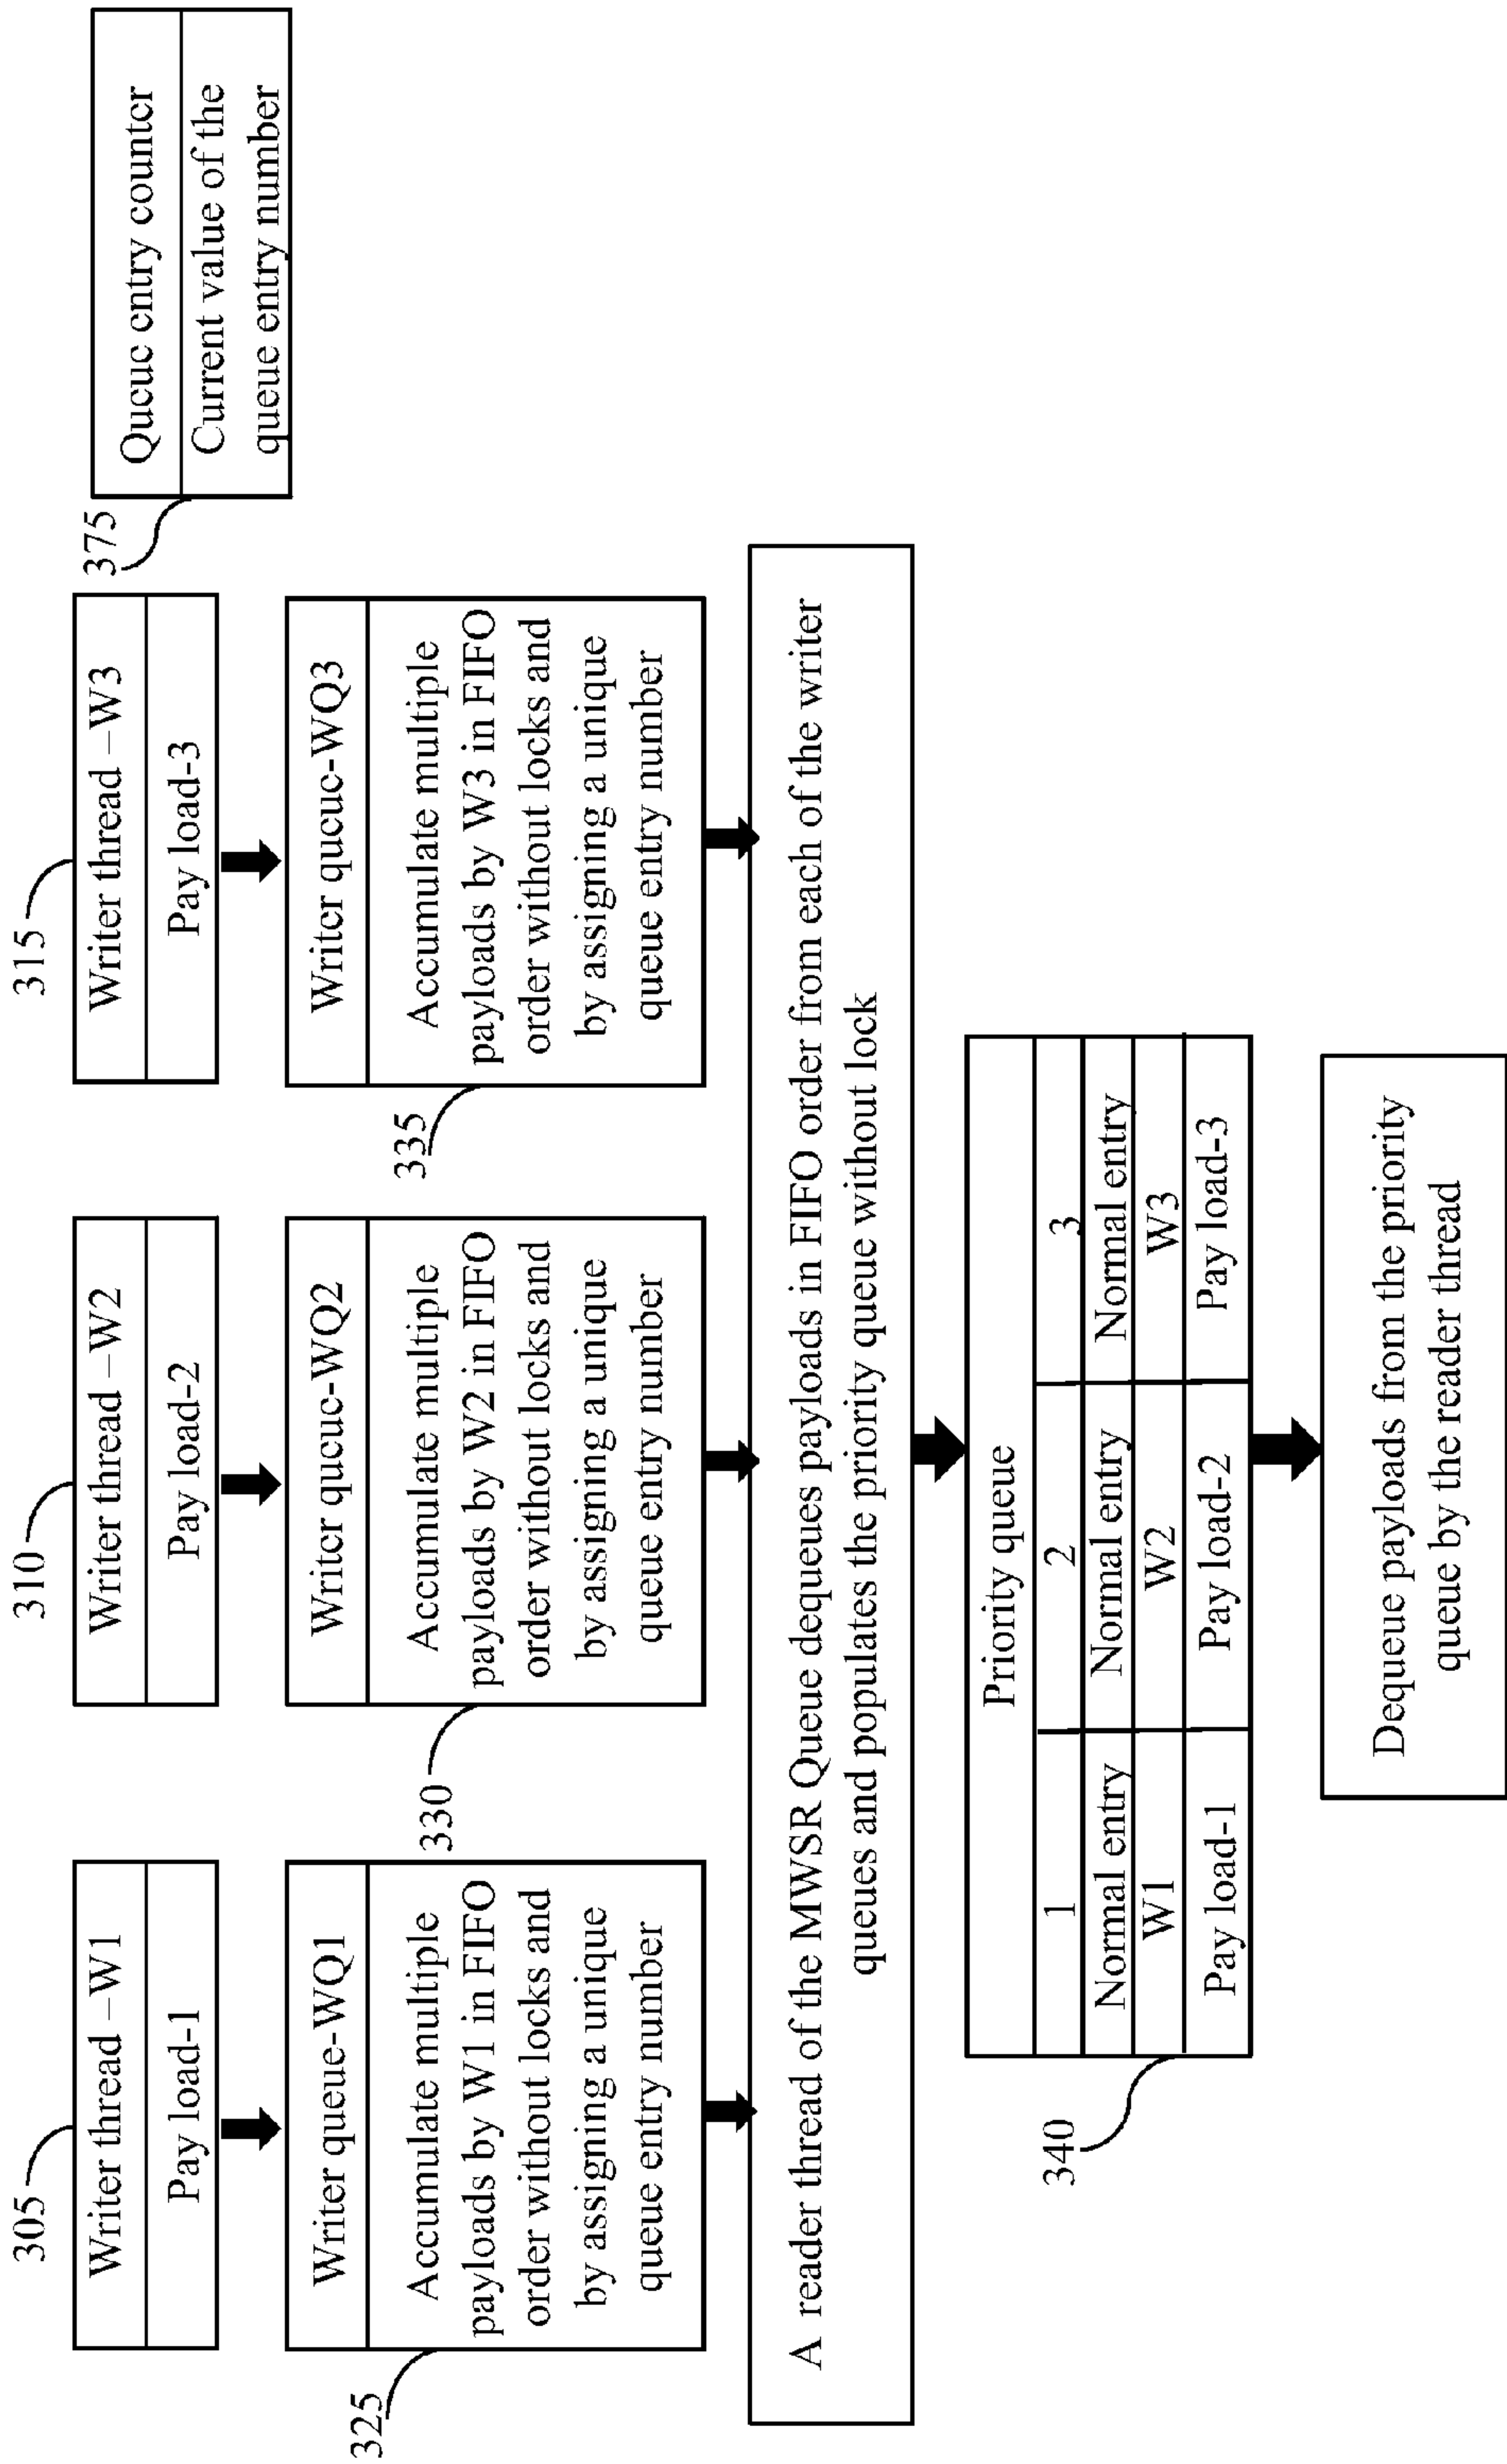 305
310
315
375
Writer thread –W1
Pay load-1
Writer thread –W2
Pay load-2
Writer thread –W3
Pay load-3
Queue entry counter
Current value of the
queue entry number
325
Writer queue-WQ1
Accumulate multiple
payloads by W1 in FIFO
order without locks and
by assigning a unique
queue entry number
330
Writer queue-WQ2
Accumulate multiple
payloads by W2 in FIFO
order without locks and
by assigning a unique
queue entry number
335
Writer queue-WQ3
Accumulate multiple
payloads by W3 in FIFO
order without locks and
by assigning a unique
queue entry number
A reader thread of the MWSR Queue dequeues payloads in FIFO order from each of the writer
queues and populates the priority queue without lock
340
Priority queue
1 2 3
Normal entry Normal entry Normal entry
W1 W2 W3
Pay load-1 Pay load-2 Pay load-3
Dequeue payloads from the priority
queue by the reader thread